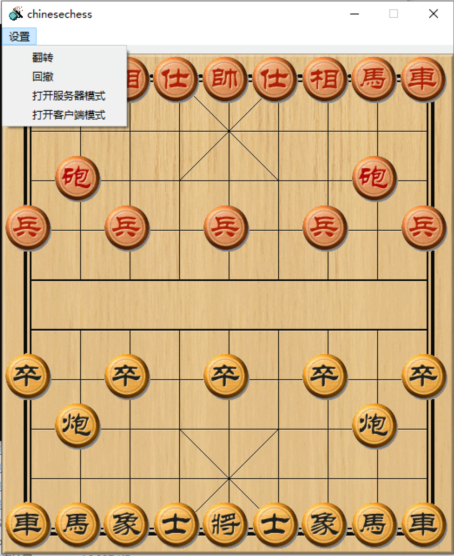 chinesechess
设置
翻转
回撤
打开服务器模式
打开客户端模式
相仕帥仕相馬車
砲砲
兵兵兵兵兵
卒卒卒卒卒
炮炮
車馬象士将士象馬車